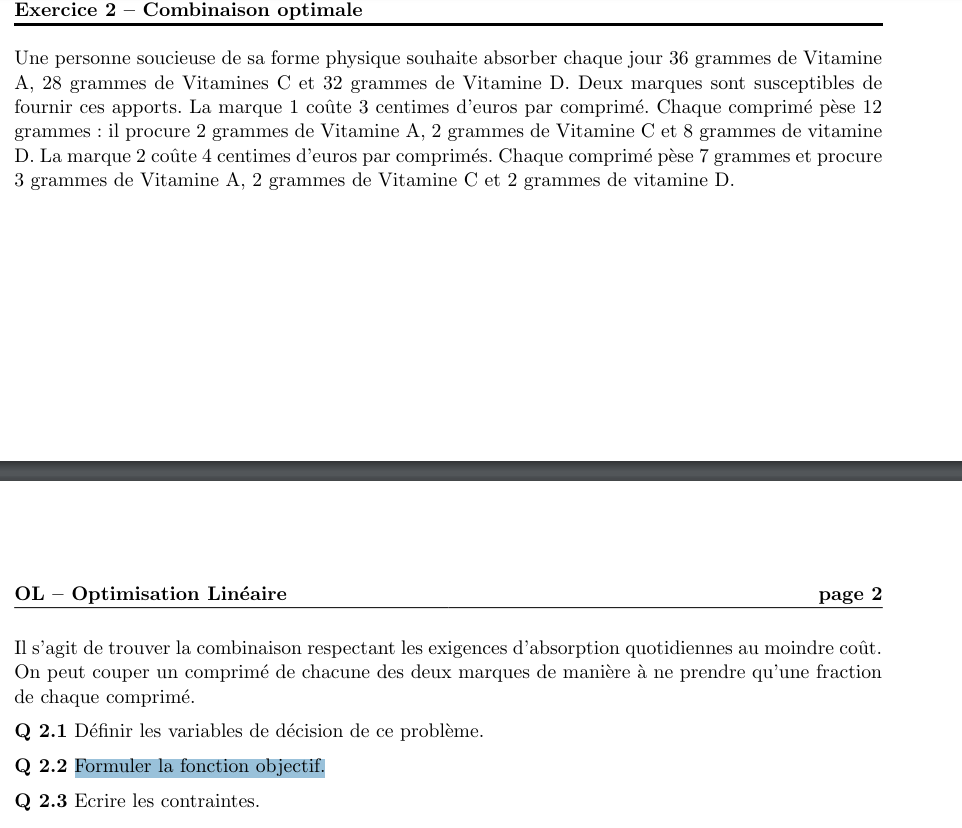 Exercice 2 – Combinaison optimale
Une personne soucieuse de sa forme physique souhaite absorber chaque jour 36 grammes de Vitamine
A, 28 grammes de Vitamines C et 32 grammes de Vitamine D. Deux marques sont susceptibles de
fournir ces apports. La marque 1 coûte 3 centimes d'euros par comprimé. Chaque comprimé pèse 12
grammes : il procure 2 grammes de Vitamine A, 2 grammes de Vitamine C et 8 grammes de vitamine
D. La marque 2 coûte 4 centimes d'euros par comprimés. Chaque comprimé pèse 7 grammes et procure
3 grammes de Vitamine A, 2 grammes de Vitamine C et 2 grammes de vitamine D.
OL – Optimisation Linéaire page 2
Il s'agit de trouver la combinaison respectant les exigences d'absorption quotidiennes au moindre coût.
On peut couper un comprimé de chacune des deux marques de manière à ne prendre qu'une fraction
de chaque comprimé.
Q 2.1 Définir les variables de décision de ce problème.
Q 2.2 Formuler la fonction objectif.
Q 2.3 Ecrire les contraintes.